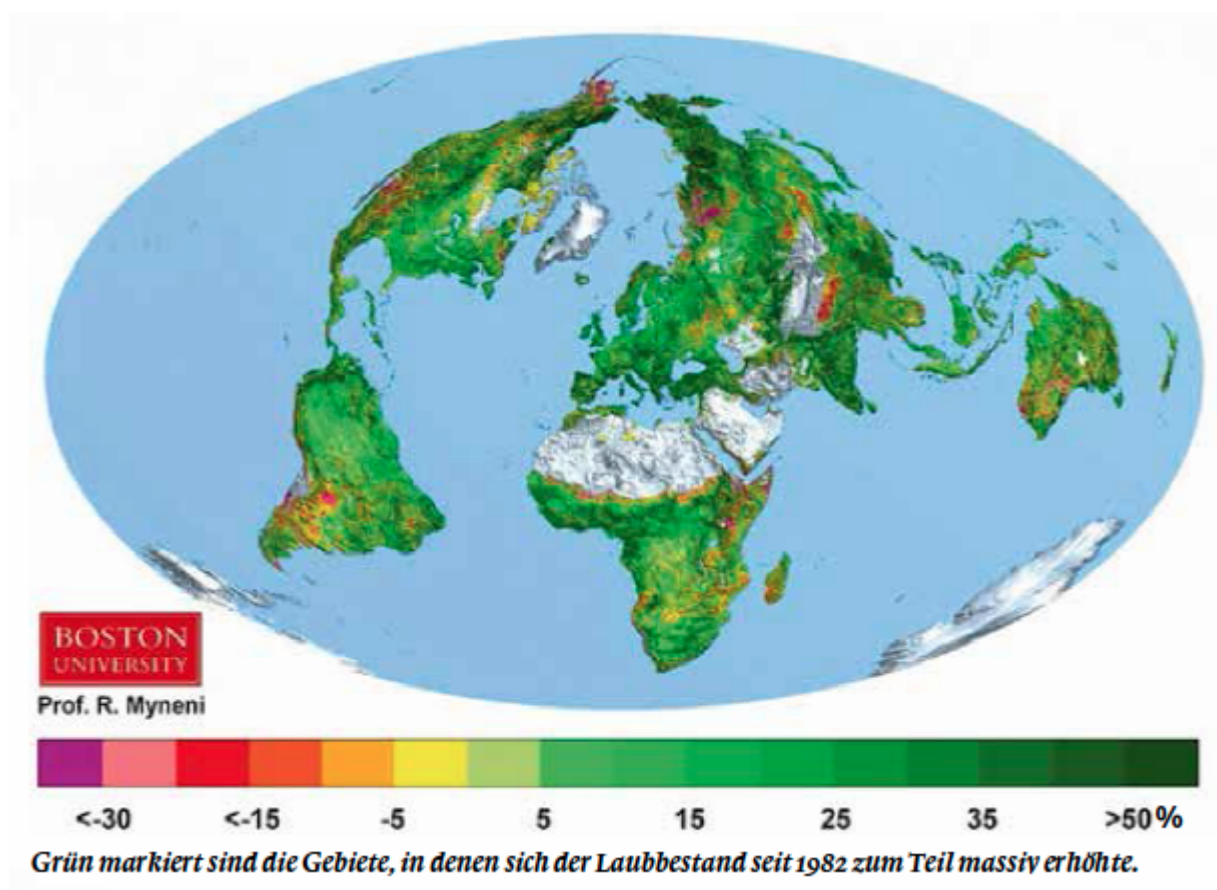 BOSTON
UNIVERSITY
Prof. R. Myneni
<-30 <-15 -5 5 15 25 35 >50%
Grün markiert sind die Gebiete, in denen sich der Laubbestand seit 1982 zum Teil massiv erhöhte.